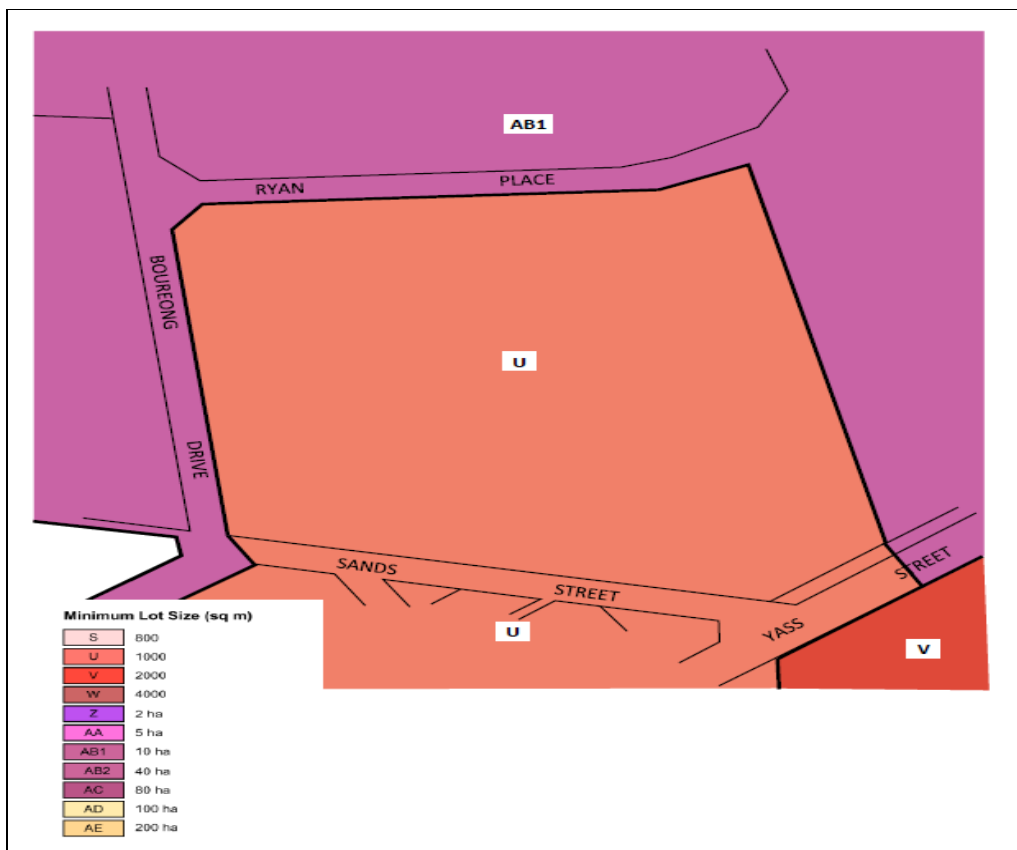 AB1
RYAN PLACE
BOUREONG
DRIVE
U
SANDS STREET
YASS STREET
U
V
Minimum Lot Size (sq m)
S 800
U 1000
V 2000
W 4000
Z 2 ha
AA 5 ha
AB1 10 ha
AB2 40 ha
AC 80 ha
AD 100 ha
AE 200 ha